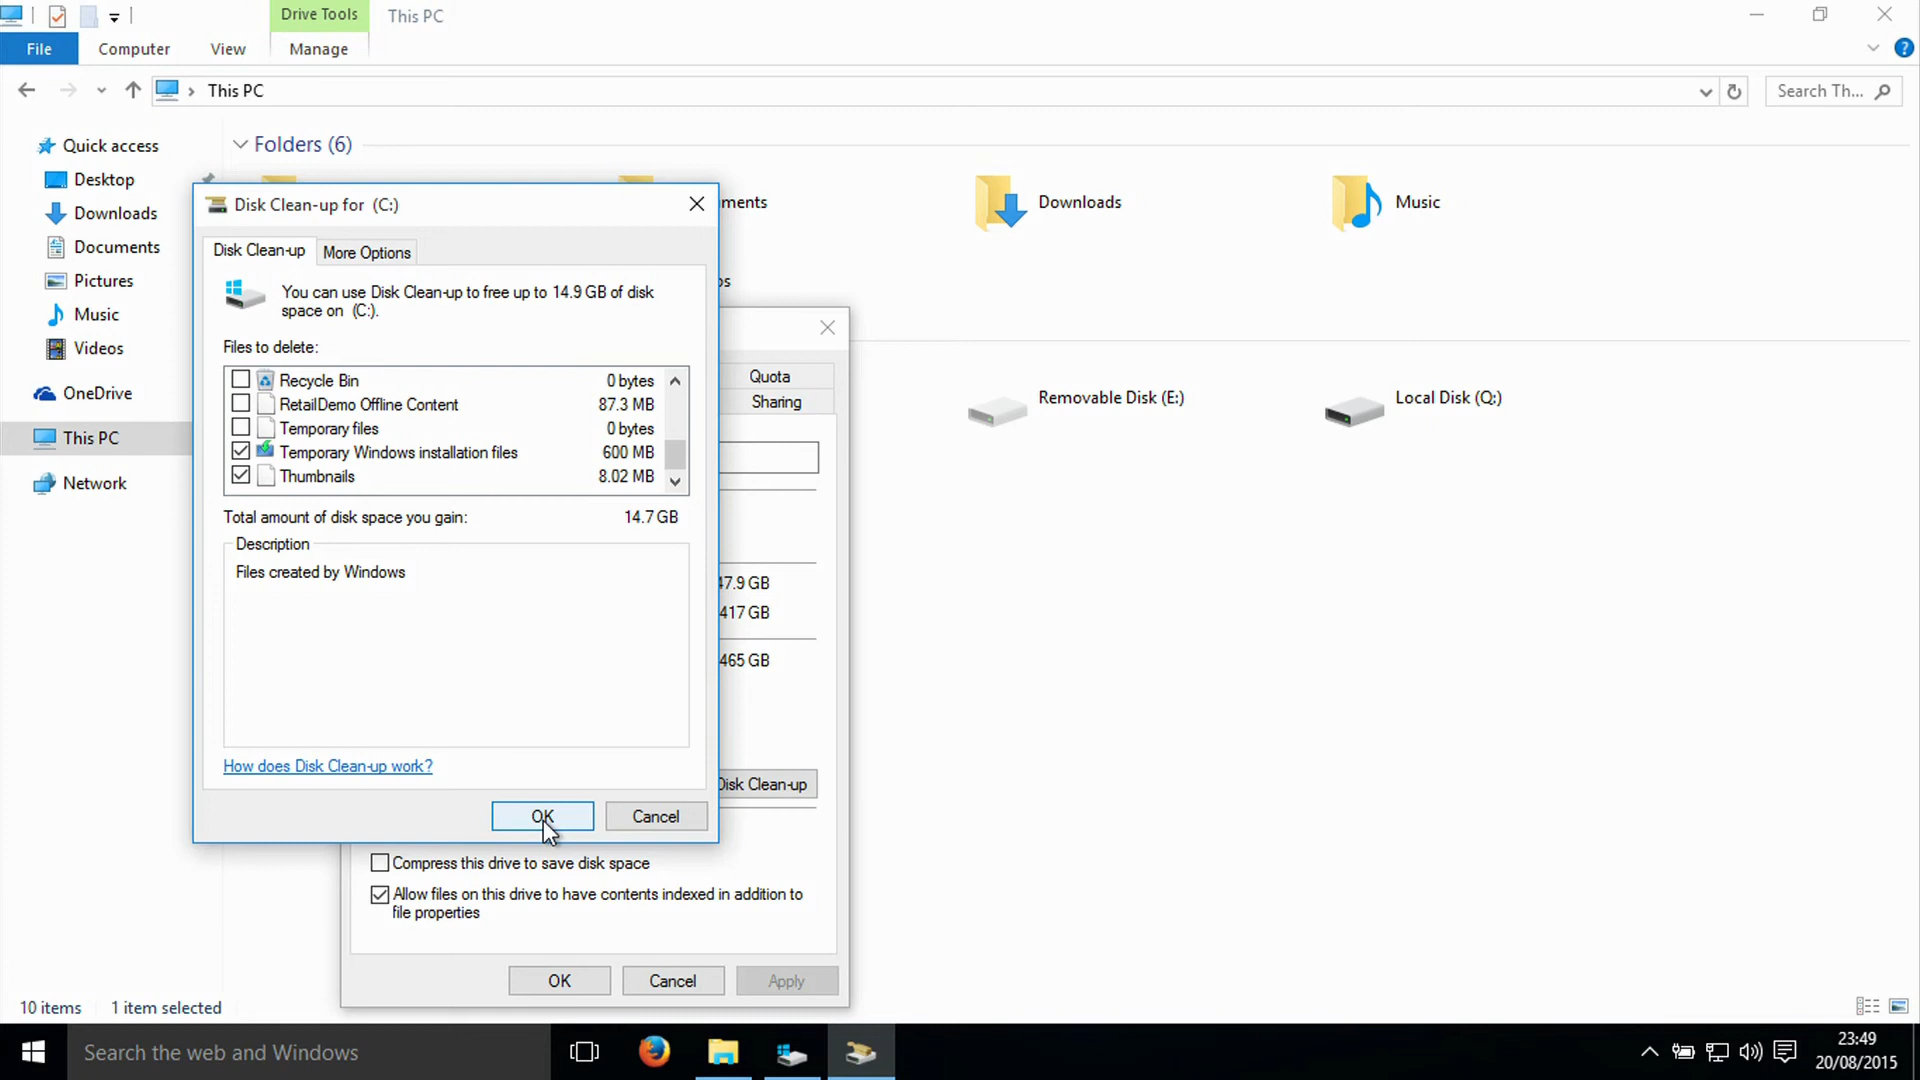 Drive Tools
This PC
File
Computer
View
Manage
This PC
Search Th...
Quick access
Desktop
Downloads
Documents
Pictures
Music
Videos
OneDrive
This PC
Network
Folders (6)
ments
Downloads
Music
os
Removable Disk (E:)
Local Disk (Q:)
Disk Clean-up for (C:)
Disk Clean-up
More Options
You can use Disk Clean-up to free up to 14.9 GB of disk
space on (C:).
Files to delete:
Recycle Bin 0 bytes
RetailDemo Offline Content 87.3 MB
Temporary files 0 bytes
Temporary Windows installation files 600 MB
Thumbnails 8.02 MB
Total amount of disk space you gain: 14.7 GB
Description
Files created by Windows
How does Disk Clean-up work?
OK
Cancel
Quota
Sharing
47.9 GB
417 GB
465 GB
Disk Clean-up
Compress this drive to save disk space
Allow files on this drive to have contents indexed in addition to
file properties
OK
Cancel
Apply
10 items
1 item selected
Search the web and Windows
23:49
20/08/2015